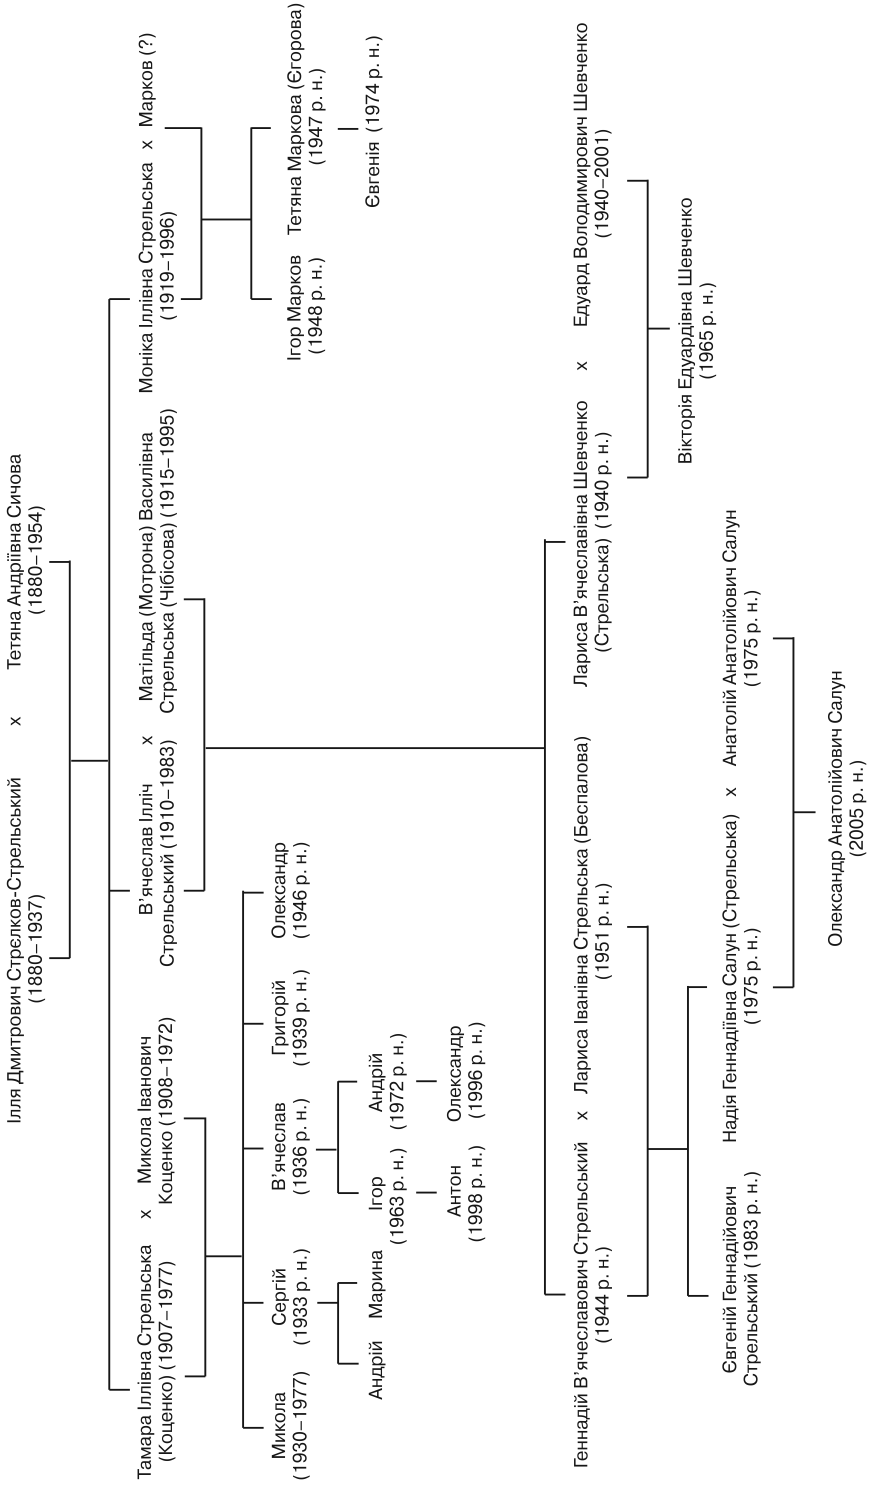 Ілля Дмитрович Стрєлков-Стрельський
(1880–1937)
х
Тетяна Андріївна Сичова
(1880–1954)
Тамара Іллівна Стрельська
(Коценко) (1907–1977)
х
Микола Іванович
Коценко (1908–1972)
В’ячеслав Ілліч
Стрельський (1910–1983)
х
Матільда (Мотрона) Василівна
Стрельська (Чібісова) (1915–1995)
Моніка Іллівна Стрельська
(1919–1996)
х
Марков (?)
Микола
(1930–1977)
Сергій
(1933 р. н.)
В’ячеслав
(1936 р. н.)
Григорій
(1939 р. н.)
Олександр
(1946 р. н.)
Ігор Марков
(1948 р. н.)
Тетяна Маркова (Єгорова)
(1947 р. н.)
Андрій
Марина
Ігор
(1963 р. н.)
Андрій
(1972 р. н.)
Євгенія (1974 р. н.)
Антон
(1998 р. н.)
Олександр
(1996 р. н.)
Геннадій В’ячеславович Стрельський
(1944 р. н.)
х
Лариса Іванівна Стрельська (Беспалова)
(1951 р. н.)
Лариса В’ячеславівна Шевченко
(Стрельська) (1940 р. н.)
х
Едуард Володимирович Шевченко
(1940–2001)
Вікторія Едуардівна Шевченко
(1965 р. н.)
Євгеній Геннадійович
Стрельський (1983 р. н.)
Надія Геннадіївна Салун (Стрельська)
(1975 р. н.)
х
Анатолій Анатолійович Салун
(1975 р. н.)
Олександр Анатолійович Салун
(2005 р. н.)